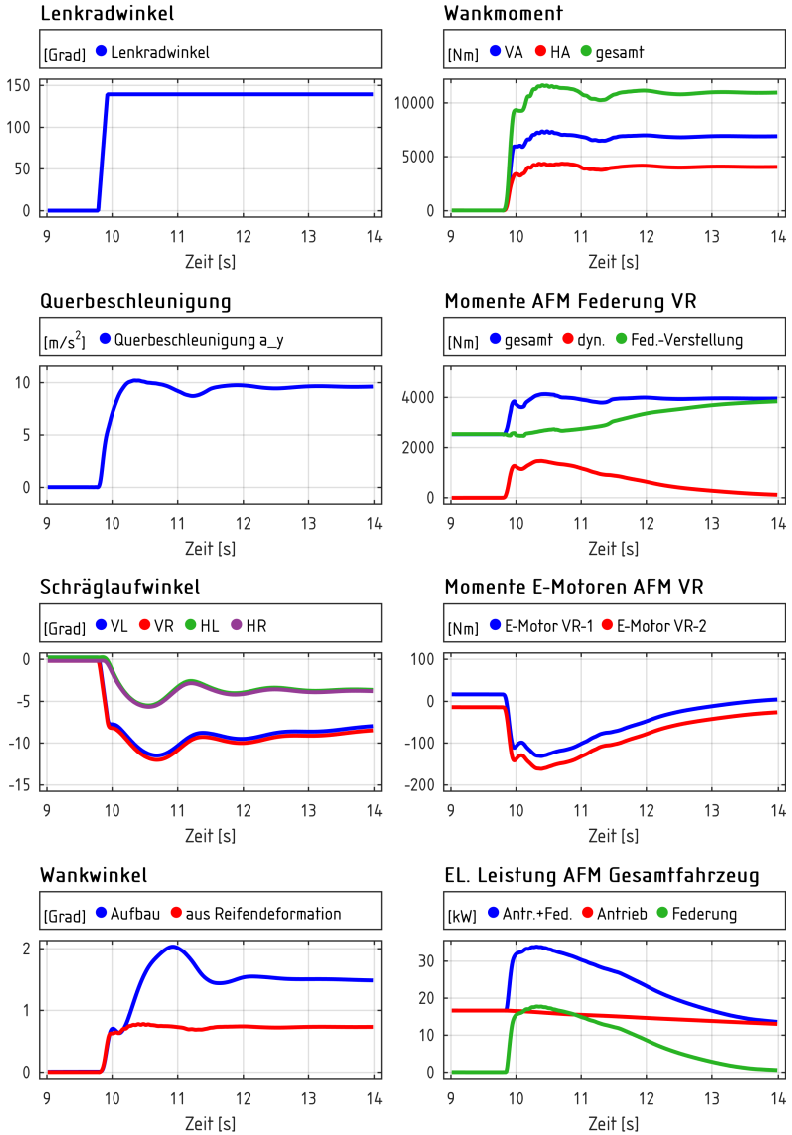 Lenkradwinkel
[Grad] Lenkradwinkel
150
100
50
0
9 10 11 12 13 14
Zeit [s]
Wankmoment
[Nm] VA HA gesamt
10000
5000
0
9 10 11 12 13 14
Zeit [s]
Querbeschleunigung
[m/s²] Querbeschleunigung a_y
10
5
0
9 10 11 12 13 14
Zeit [s]
Momente AFM Federung VR
[Nm] gesamt dyn. Fed.-Verstellung
4000
2000
0
9 10 11 12 13 14
Zeit [s]
Schräglaufwinkel
[Grad] VL VR HL HR
0
-5
-10
-15
9 10 11 12 13 14
Zeit [s]
Momente E-Motoren AFM VR
[Nm] E-Motor VR-1 E-Motor VR-2
100
0
-100
-200
9 10 11 12 13 14
Zeit [s]
Wankwinkel
[Grad] Aufbau aus Reifendeformation
2
1
0
9 10 11 12 13 14
Zeit [s]
EL. Leistung AFM Gesamtfahrzeug
[kW] Antr.+Fed. Antrieb Federung
30
20
10
0
9 10 11 12 13 14
Zeit [s]